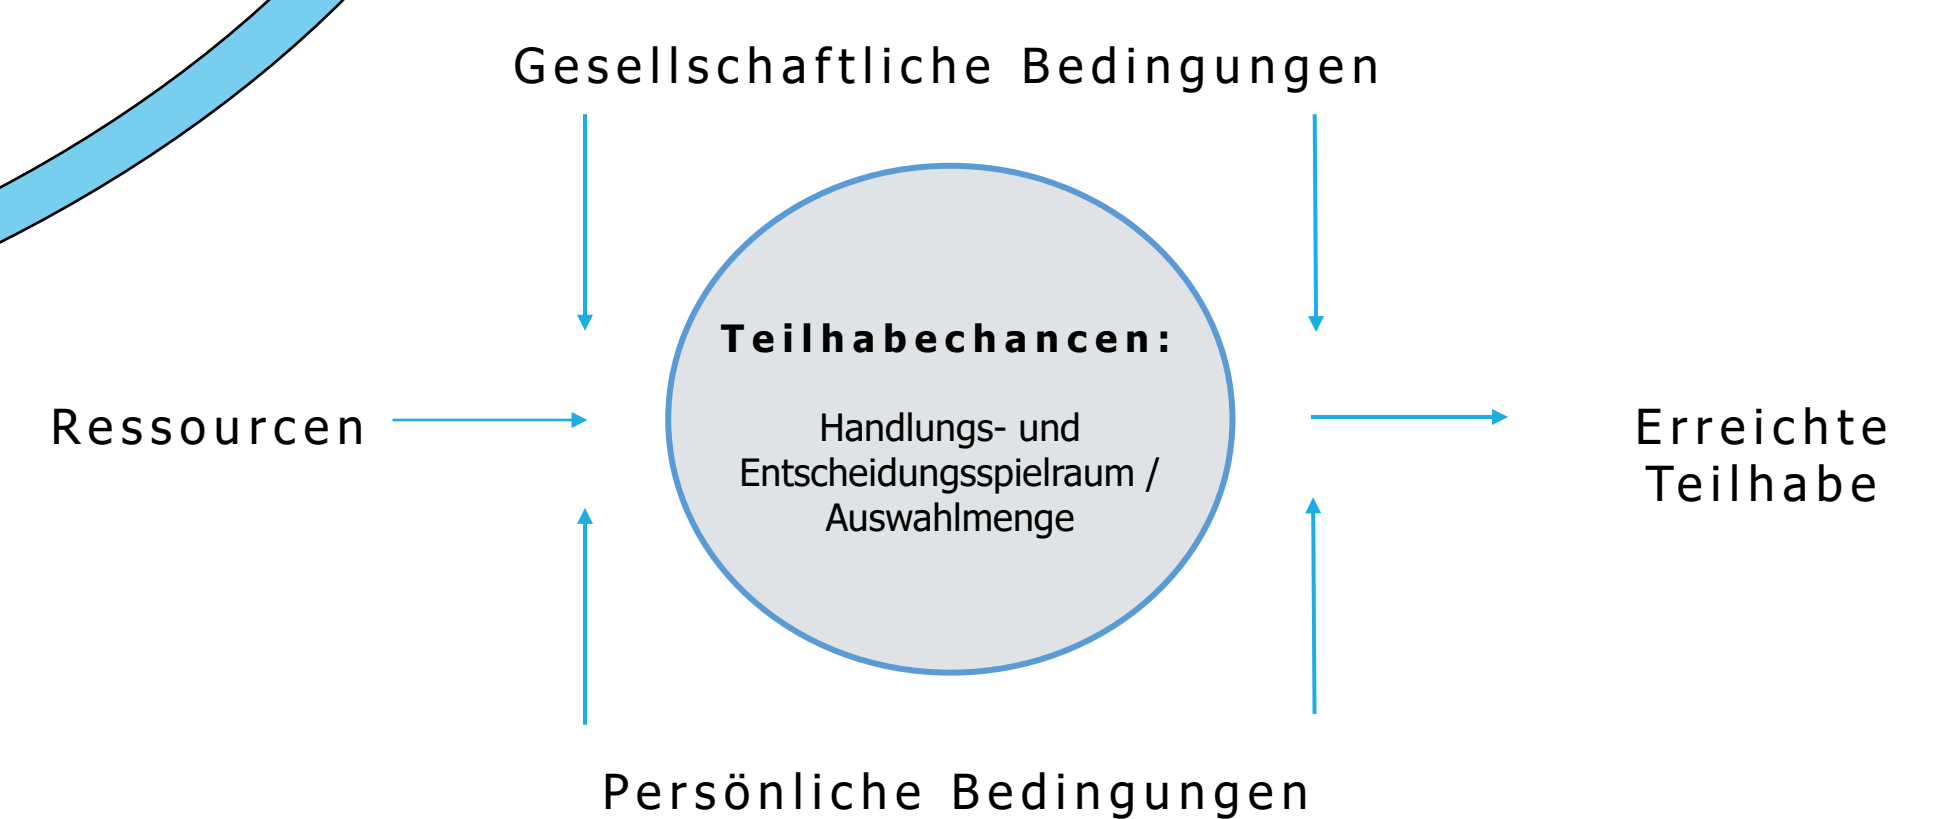 Gesellschaftliche Bedingungen
Teilhabechancen:
Handlungs- und
Entscheidungsspielraum /
Auswahlmenge
Ressourcen
Erreichte
Teilhabe
Persönliche Bedingungen